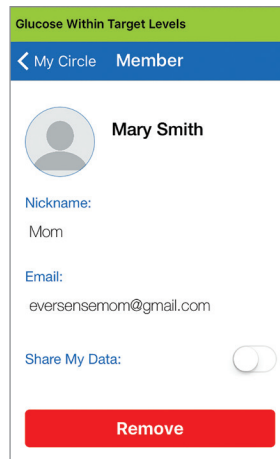 Glucose Within Target Levels
My Circle Member
Mary Smith
Nickname:
Mom
Email:
eversensemom@gmail.com
Share My Data:
Remove